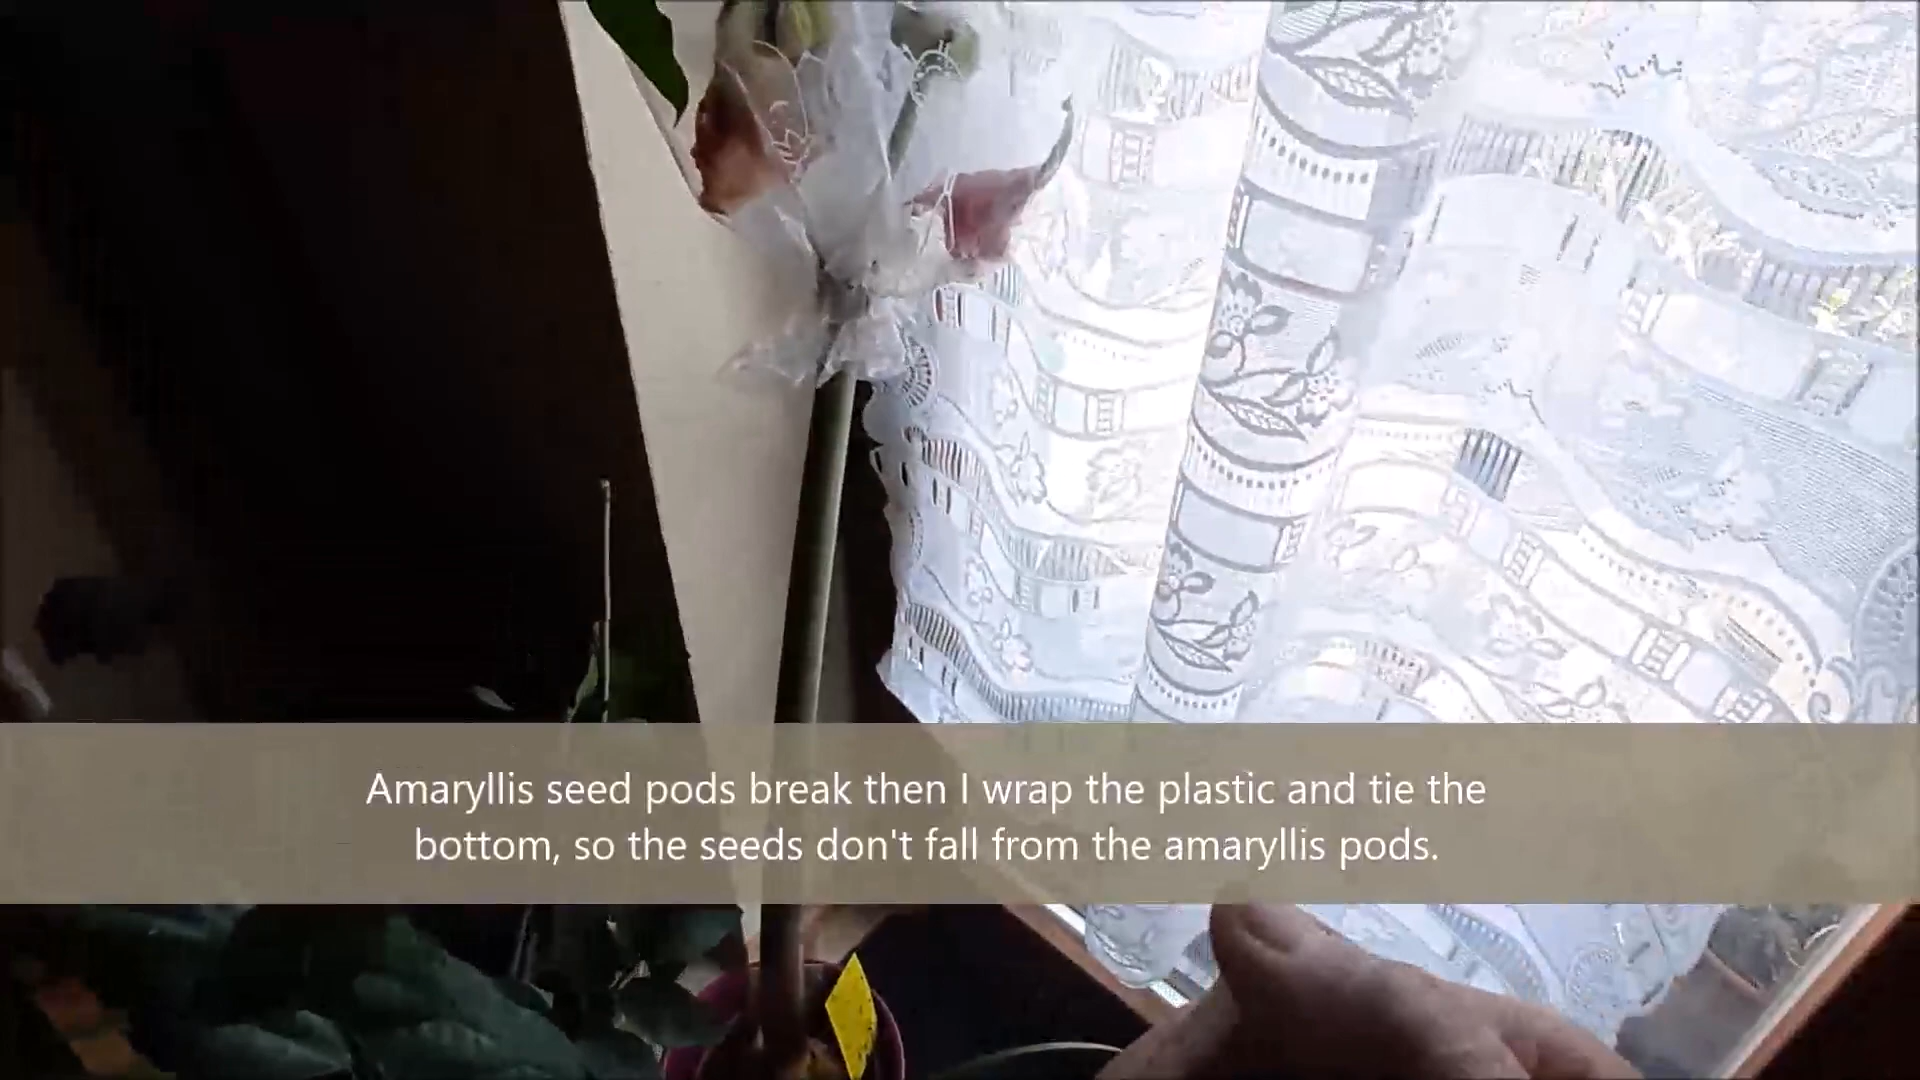 Amaryllis seed pods break then I wrap the plastic and tie the
bottom, so the seeds don't fall from the amaryllis pods.